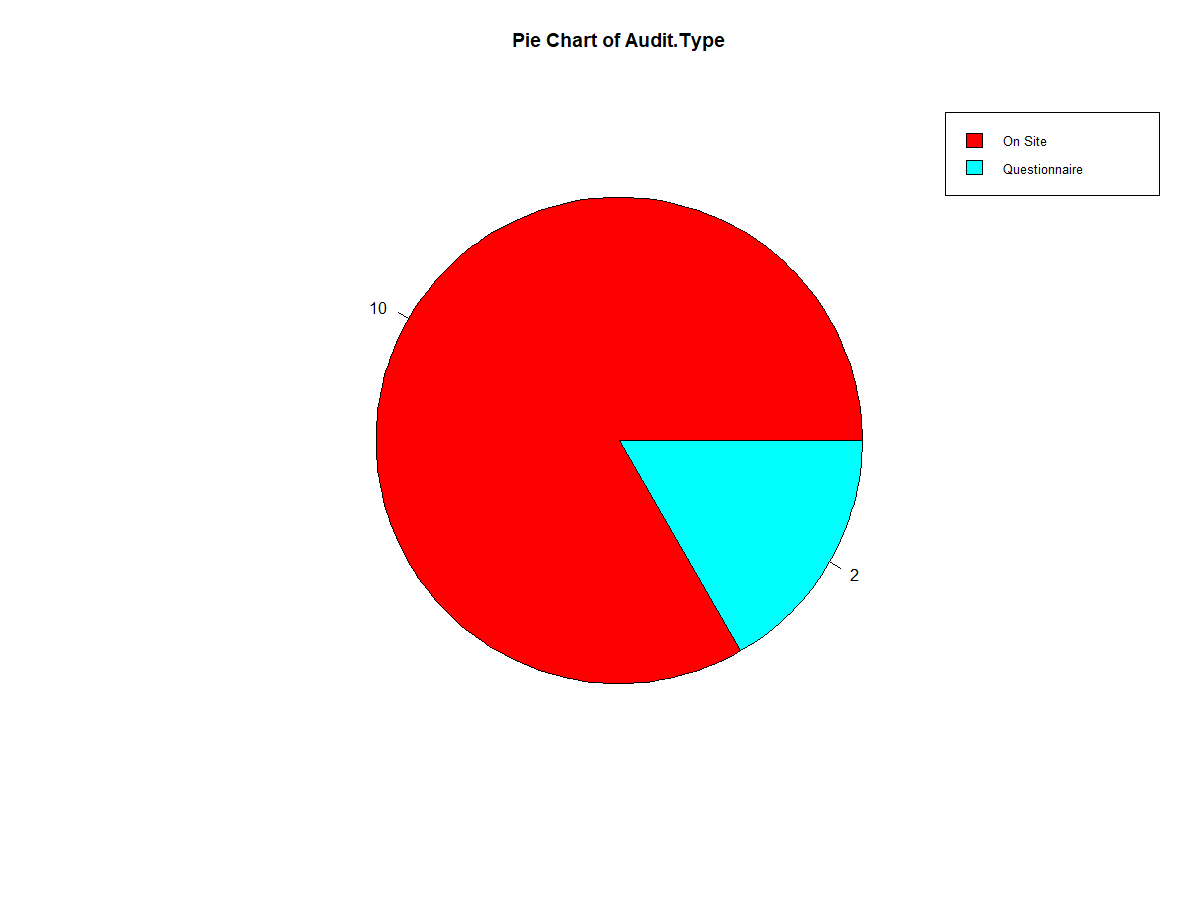 Pie Chart of Audit.Type
On Site
Questionnaire
10
2